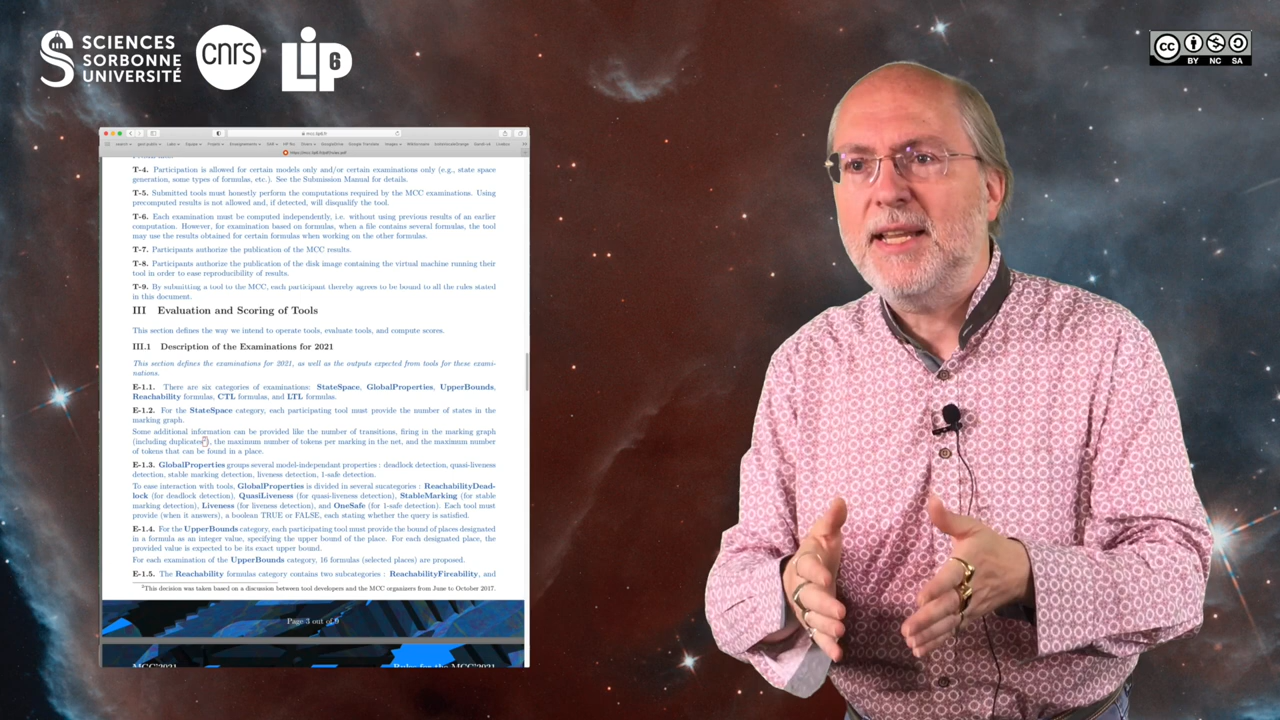 SCIENCES
SORBONNE
UNIVERSITÉ
cnrs
LIP6
CC BY NC SA
T-4. Participation is allowed for certain models only and/or certain examinations only (e.g., state space
generation, some types of formulas, etc.). See the Submission Manual for details.
T-5. Submitted tools must honestly perform the computations required by the MCC examinations. Using
precomputed results is not allowed and, if detected, will disqualify the tool.
T-6. Each examination must be computed independently, i.e. without using previous results of an earlier
computation. However, for examination based on formulas, when a file contains several formulas, the tool
may use the results obtained for certain formulas when working on the other formulas.
T-7. Participants authorize the publication of the MCC results.
T-8. Participants authorize the publication of the disk image containing the virtual machine running their
tool in order to ease reproducibility of results.
T-9. By submitting a tool to the MCC, each participant thereby agrees to be bound to all the rules stated
in this document.
III Evaluation and Scoring of Tools
This section defines the way we intend to operate tools, evaluate tools, and compute scores.
III.1 Description of the Examinations for 2021
This section defines the examinations for 2021, as well as the outputs expected from tools for these exami-
nations.
E-1.1. There are six categories of examinations: StateSpace, GlobalProperties, UpperBounds,
Reachability formulas, CTL formulas, and LTL formulas.
E-1.2. For the StateSpace category, each participating tool must provide the number of states in the
marking graph.
Some additional information can be provided like the number of transitions, firing in the marking graph
(including duplicates), the maximum number of tokens per marking in the net, and the maximum number
of tokens that can be found in a place.
E-1.3. GlobalProperties groups several model-independant properties : deadlock detection, quasi-liveness
detection, stable marking detection, liveness detection, 1-safe detection.
To ease interaction with tools, GlobalProperties is divided in several sucategories : ReachabilityDead-
lock (for deadlock detection), QuasiLiveness (for quasi-liveness detection), StableMarking (for stable
marking detection), Liveness (for liveness detection), and OneSafe (for 1-safe detection). Each tool must
provide (when it answers), a boolean TRUE or FALSE, each stating whether the query is satisfied.
E-1.4. For the UpperBounds category, each participating tool must provide the bound of places designated
in a formula as an integer value, specifying the upper bound of the place. For each designated place, the
provided value is expected to be its exact upper bound.
For each examination of the UpperBounds category, 16 formulas (selected places) are proposed.
E-1.5. The Reachability formulas category contains two subcategories : ReachabilityFireability, and
This decision was taken based on a discussion between tool developers and the MCC organizers from June to October 2017.
Page 3 out of 9
MCC'2021
Rules for the MCC'2021